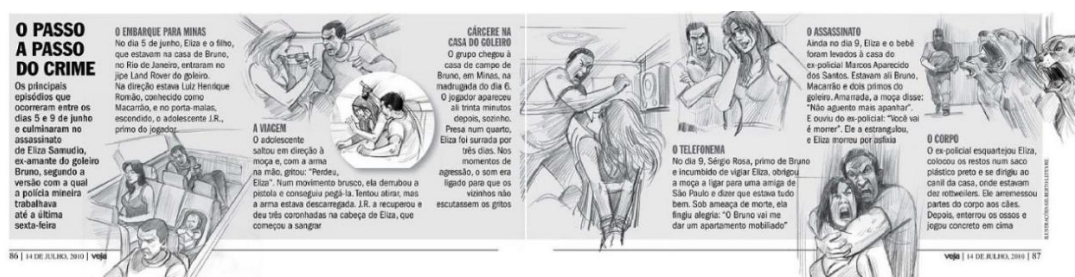 O PASSO
A PASSO
DO CRIME
Os principais
episódios que
ocorreram entre os
dias 5 e 9 de junho
e culminaram no
assassinato
de Eliza Samudio,
ex-amante do goleiro
Bruno, segundo a
versão com a qual
a polícia mineira
trabalhava
até a última
sexta-feira
O EMBARQUE PARA MINAS
No dia 5 de junho, Eliza e o filho,
que estavam na casa de Bruno,
no Rio de Janeiro, entraram no
jipe Land Rover do goleiro.
Na direção estava Luiz Henrique
Romão, conhecido como
Macarrão, e no porta-malas,
escondido, o adolescente J.R.,
primo do jogador
A VIAGEM
O adolescente
saltou em direção à
moça e, com a arma
na mão, gritou: "Perdeu,
Eliza". Num movimento brusco, ela derrubou a
pistola e conseguiu pegá-la. Tentou atirar, mas
a arma estava descarregada. J.R. a recuperou e
deu três coronhadas na cabeça de Eliza, que
começou a sangrar
CÁRCERE NA
CASA DO GOLEIRO
O grupo chegou à
casa de campo de
Bruno, em Minas, na
madrugada do dia 6.
O jogador apareceu
ali trinta minutos
depois, sozinho.
Presa num quarto,
Eliza foi surrada por
três dias. Nos
momentos de
agressão, o som era
ligado para que os
vizinhos não
escutassem os gritos
O TELEFONEMA
No dia 9, Sérgio Rosa, primo de Bruno
e incumbido de vigiar Eliza, obrigou
a moça a ligar para uma amiga de
São Paulo e dizer que estava tudo
bem. Sob ameaça de morte, ela
fingiu alegria: "O Bruno vai me
dar um apartamento mobiliado"
O ASSASSINATO
Ainda no dia 9, Eliza e o bebê
foram levados à casa do
ex-policial Marcos Aparecido
dos Santos. Estavam ali Bruno,
Macarrão e dois primos do
goleiro. Amarrada, a moça disse:
"Não aguento mais apanhar".
E ouviu do ex-policial: "Você vai
é morrer". Ele a estrangulou,
e Eliza morreu por asfixia
O CORPO
O ex-policial esquartejou Eliza,
colocou os restos num saco
plástico preto e se dirigiu ao
canil da casa, onde estavam
dez rottweilers. Ele arremessou
partes do corpo aos cães.
Depois, enterrou os ossos e
jogou concreto em cima
86 | 14 DE JULHO, 2010 | veja
veja | 14 DE JULHO, 2010 | 87